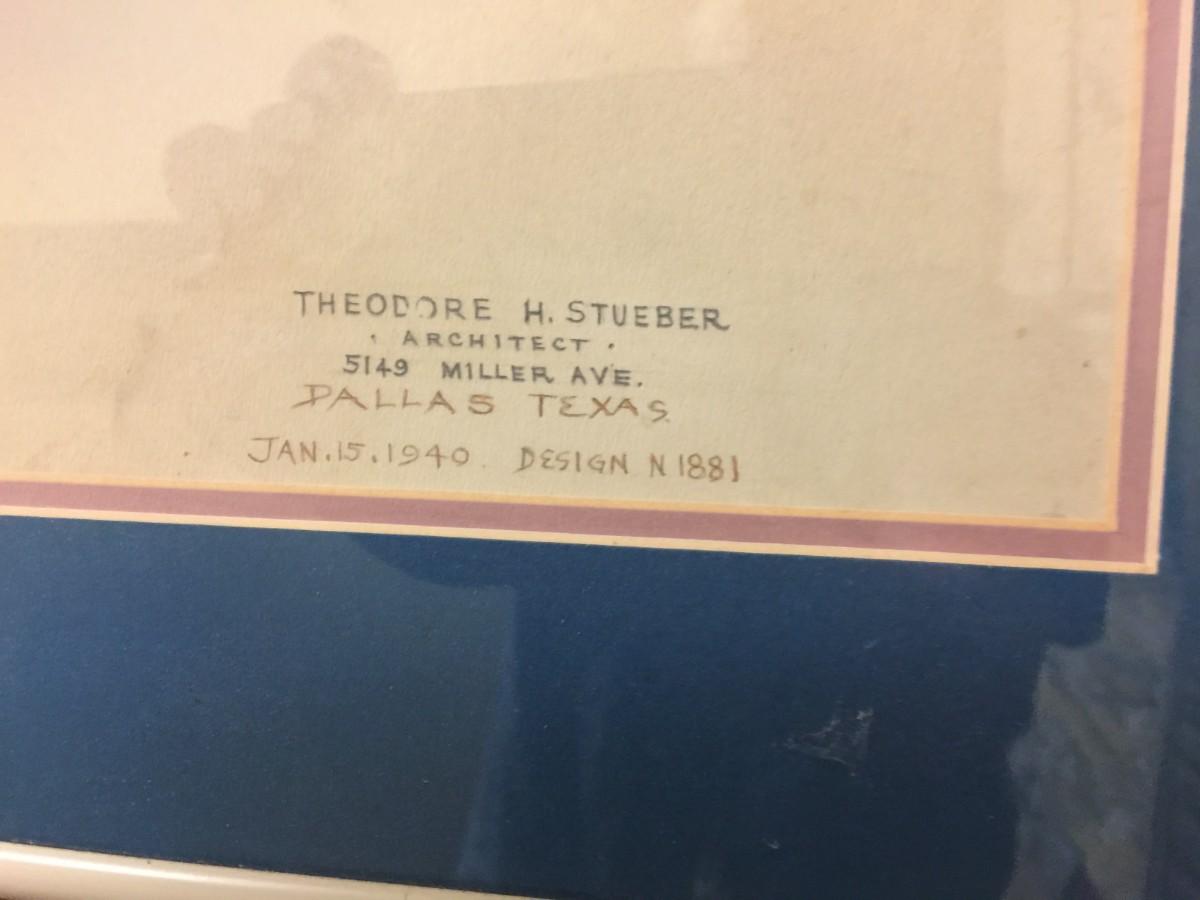 THEODORE H. STUEBER
· ARCHITECT ·
5149 MILLER AVE.
DALLAS TEXAS
JAN.15.1940. DESIGN N 1881